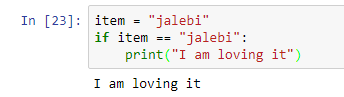 In [23]: item = "jalebi"
if item == "jalebi":
    print("I am loving it")
I am loving it